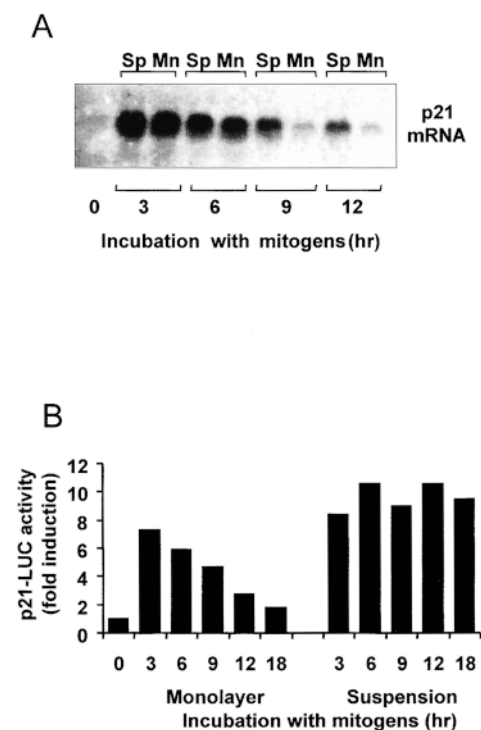 A
Sp Mn Sp Mn Sp Mn Sp Mn
p21
mRNA
0 3 6 9 12
Incubation with mitogens (hr)
B
p21-LUC activity
(fold induction)
12
10
8
6
4
2
0
0 3 6 9 12 18 3 6 9 12 18
Monolayer Suspension
Incubation with mitogens (hr)